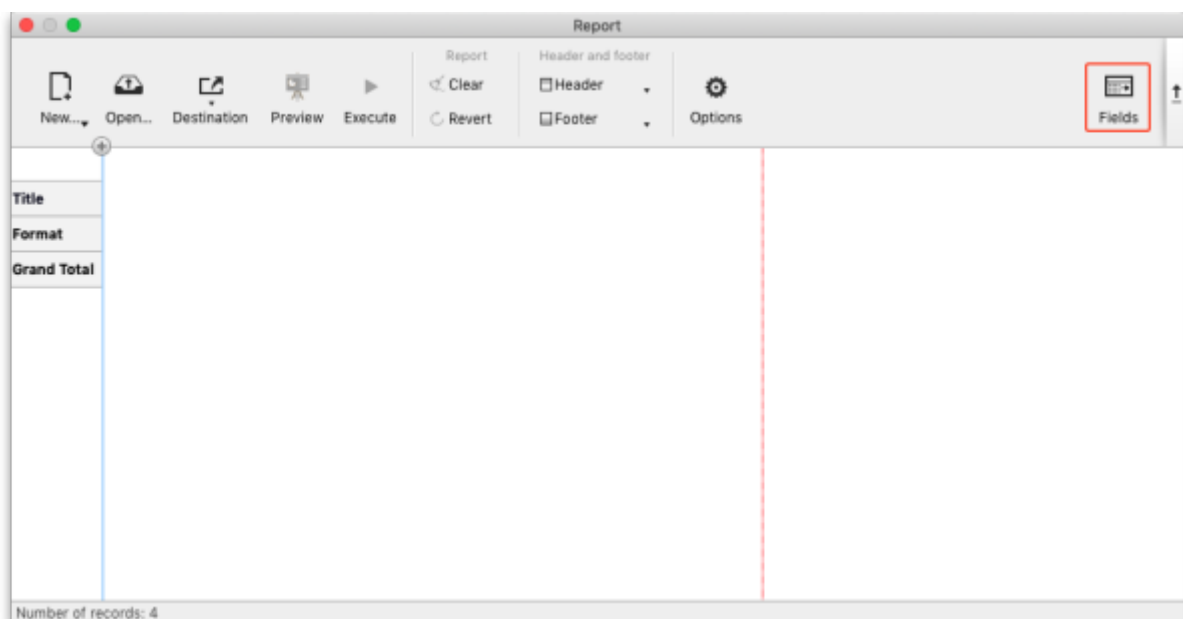 Report
Report
Header and footer
Clear
Header
New...
Open...
Destination
Preview
Execute
Revert
Footer
Options
Fields
Title
Format
Grand Total
Number of records: 4